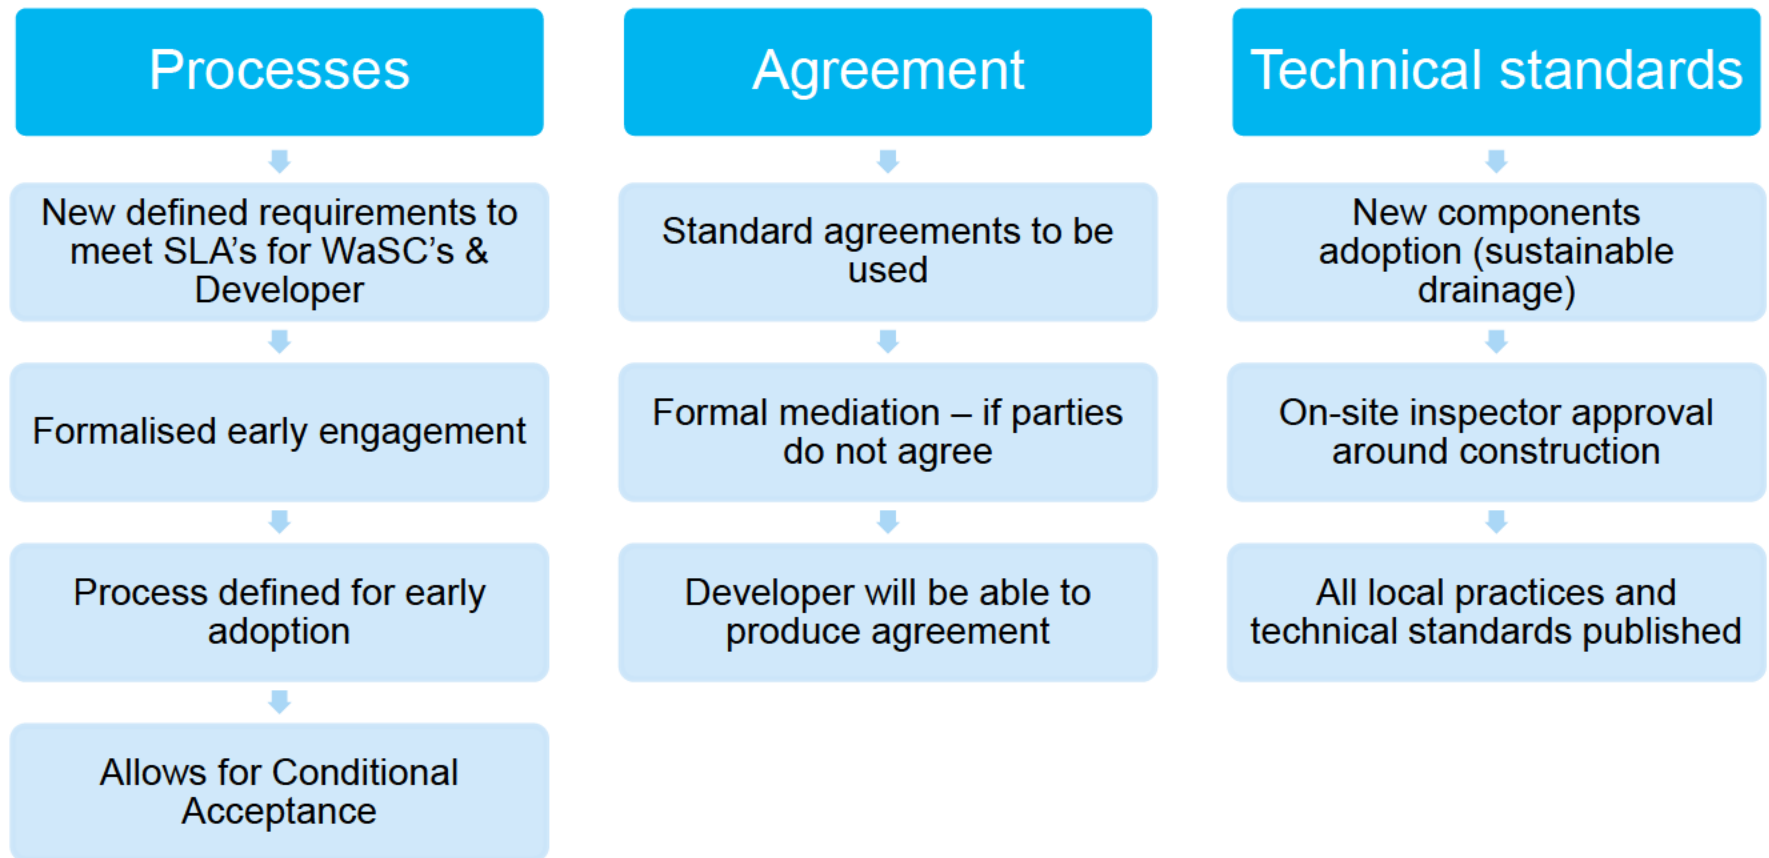 Processes
New defined requirements to
meet SLA's for WaSC's &
Developer
Formalised early engagement
Process defined for early
adoption
Allows for Conditional
Acceptance
Agreement
Standard agreements to be
used
Formal mediation – if parties
do not agree
Developer will be able to
produce agreement
Technical standards
New components
adoption (sustainable
drainage)
On-site inspector approval
around construction
All local practices and
technical standards published